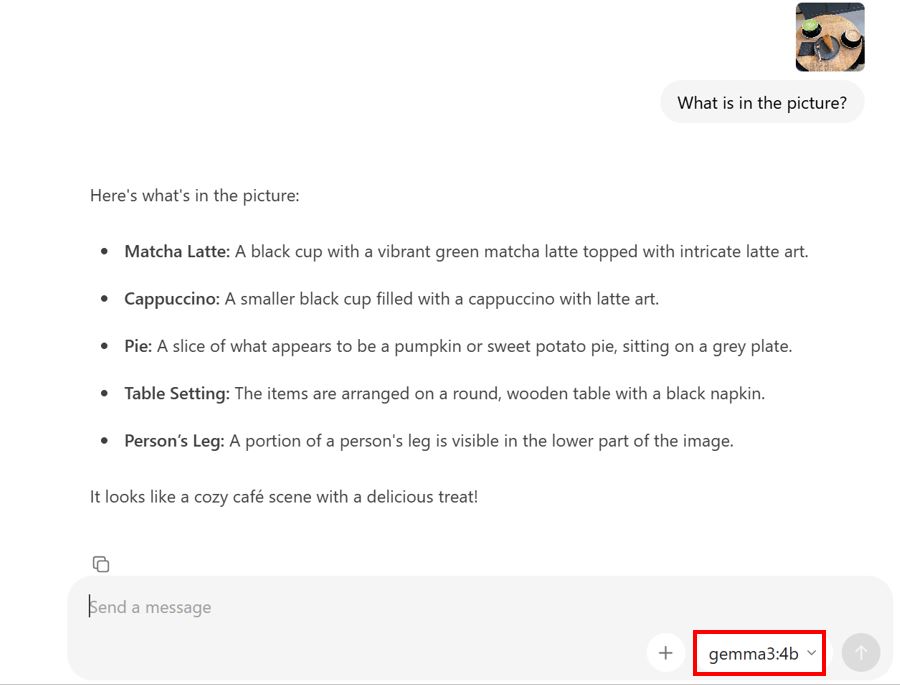 What is in the picture?
Here's what's in the picture:
Matcha Latte: A black cup with a vibrant green matcha latte topped with intricate latte art.
Cappuccino: A smaller black cup filled with a cappuccino with latte art.
Pie: A slice of what appears to be a pumpkin or sweet potato pie, sitting on a grey plate.
Table Setting: The items are arranged on a round, wooden table with a black napkin.
Person’s Leg: A portion of a person's leg is visible in the lower part of the image.
It looks like a cozy café scene with a delicious treat!
Send a message
gemma3:4b